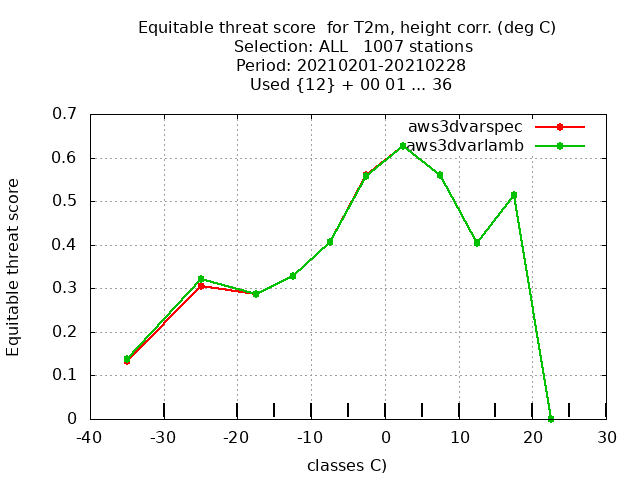 Equitable threat score  for T2m, height corr. (deg C)
Selection: ALL   1007 stations
Period: 20210201-20210228
Used {12} + 00 01 ... 36
aws3dvarspec
aws3dvarlamb
Equitable threat score
0.7
0.6
0.5
0.4
0.3
0.2
0.1
0
-40 -30 -20 -10 0 10 20 30
classes C)